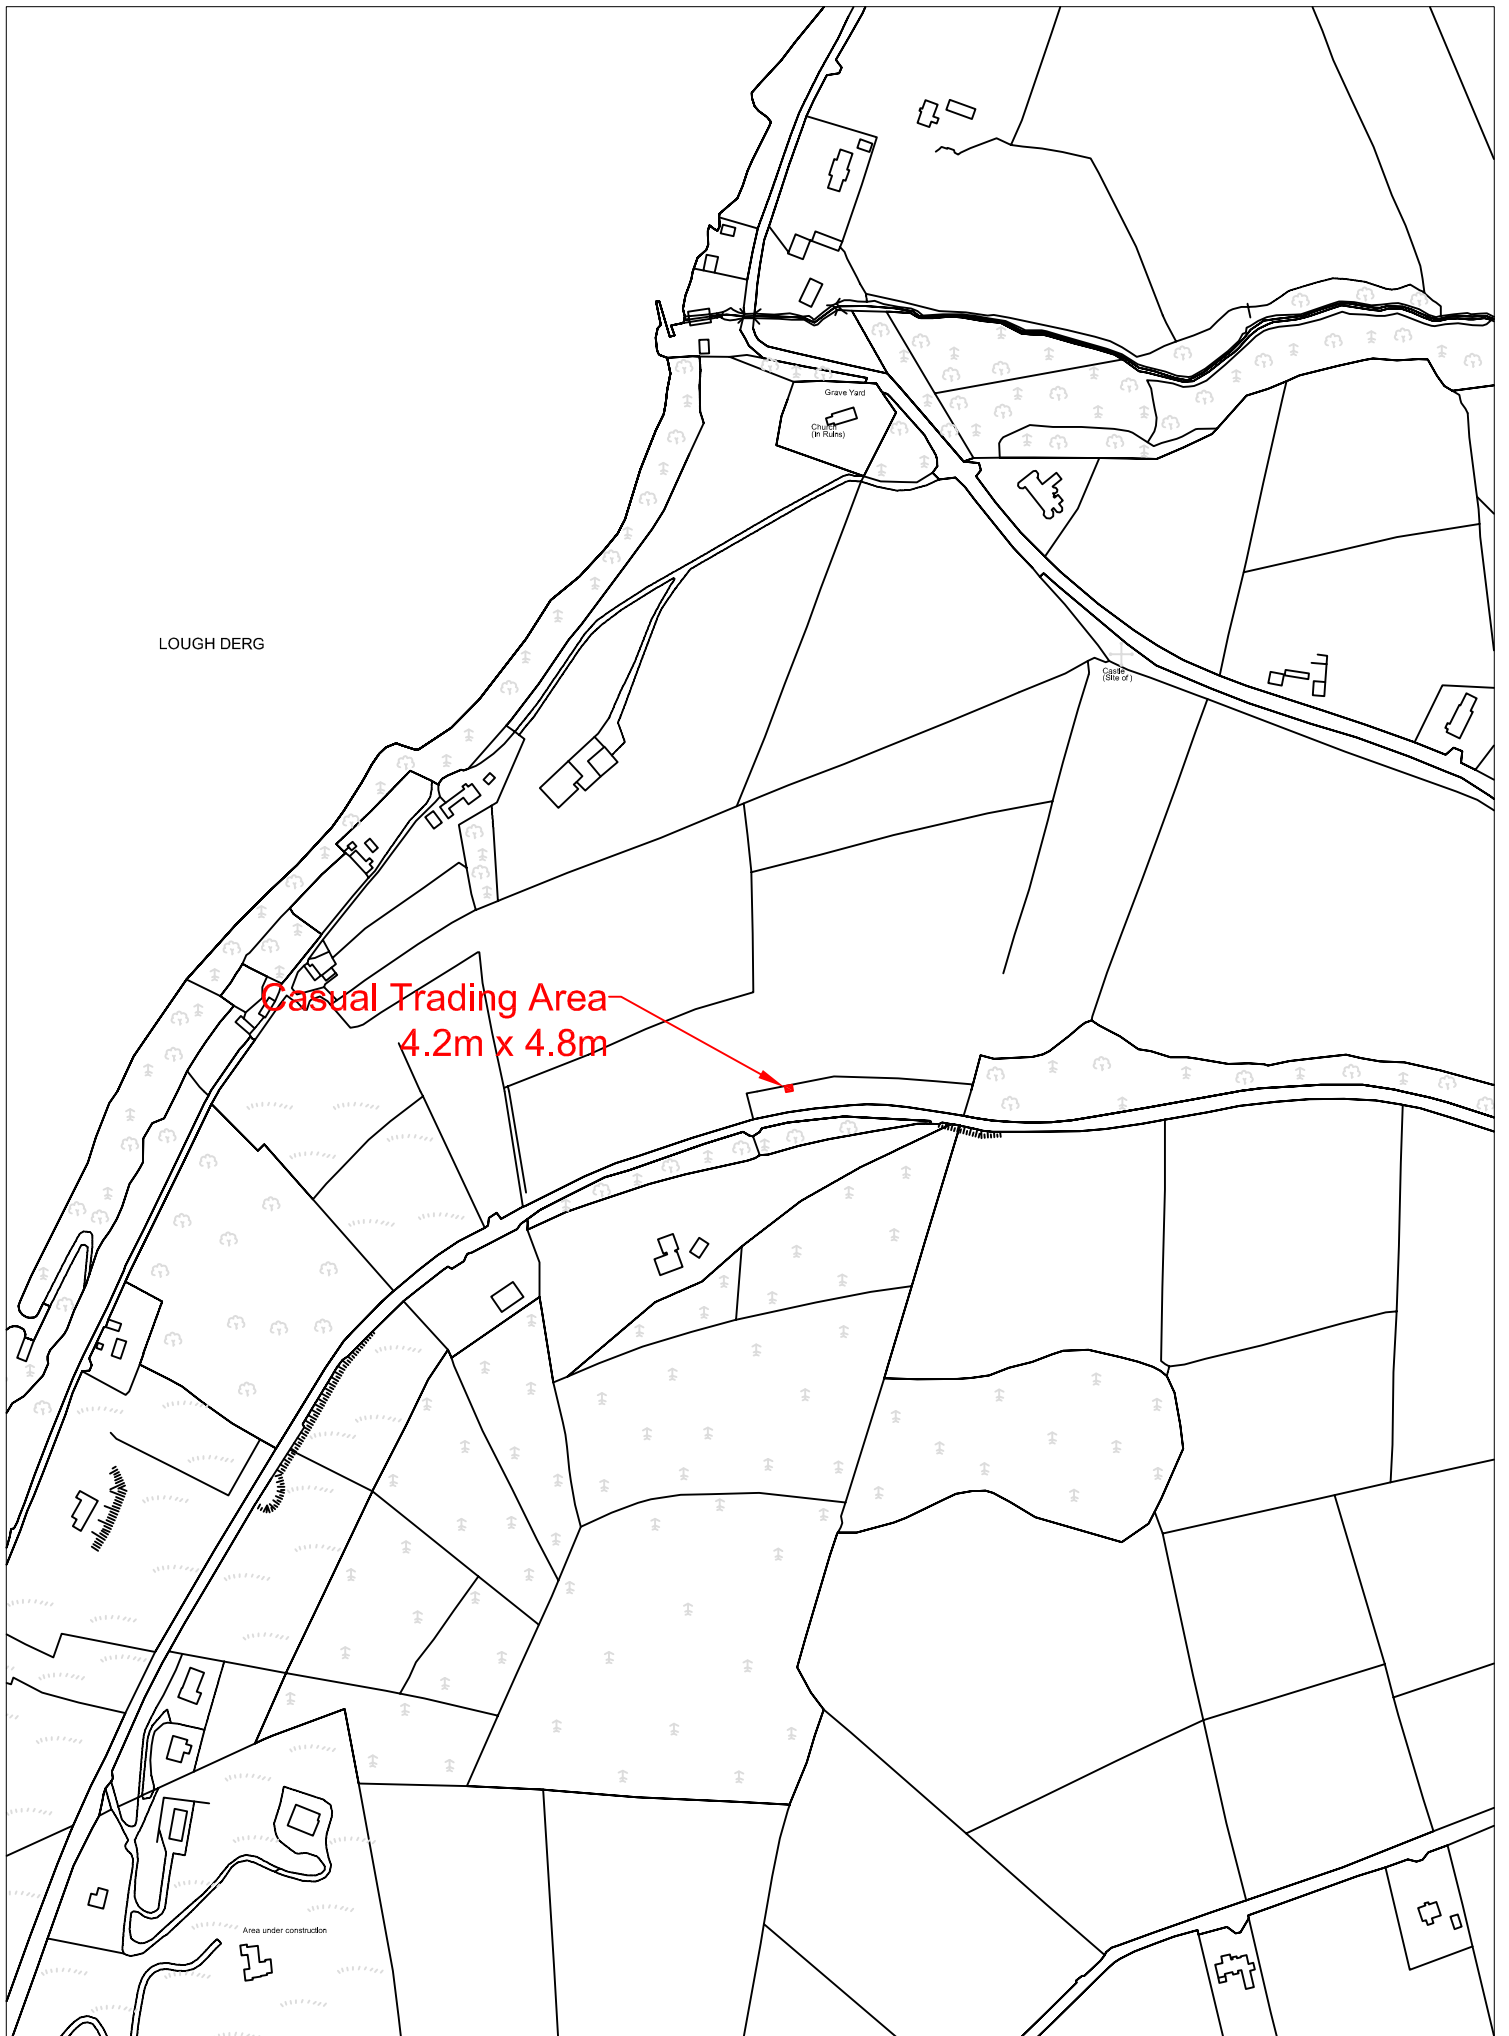 Grave Yard
Church
(In Ruins)
LOUGH DERG
Castle
(Site of)
Casual Trading Area
4.2m x 4.8m
Area under construction